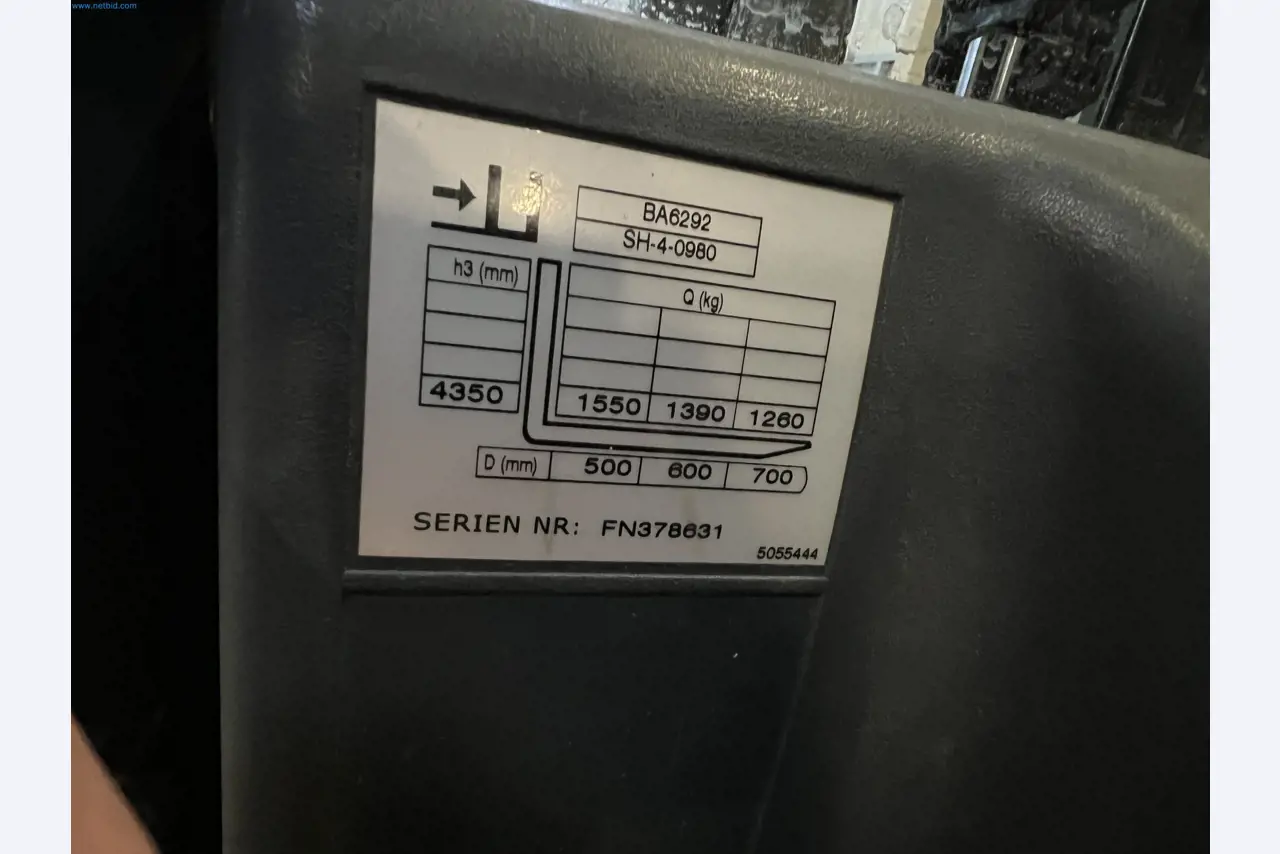 www.netbid.com
BA6292
SH-4-0980
h3 (mm)
Q (kg)
4350 1550 1390 1260
D (mm) 500 600 700
SERIEN NR: FN378631
5055444